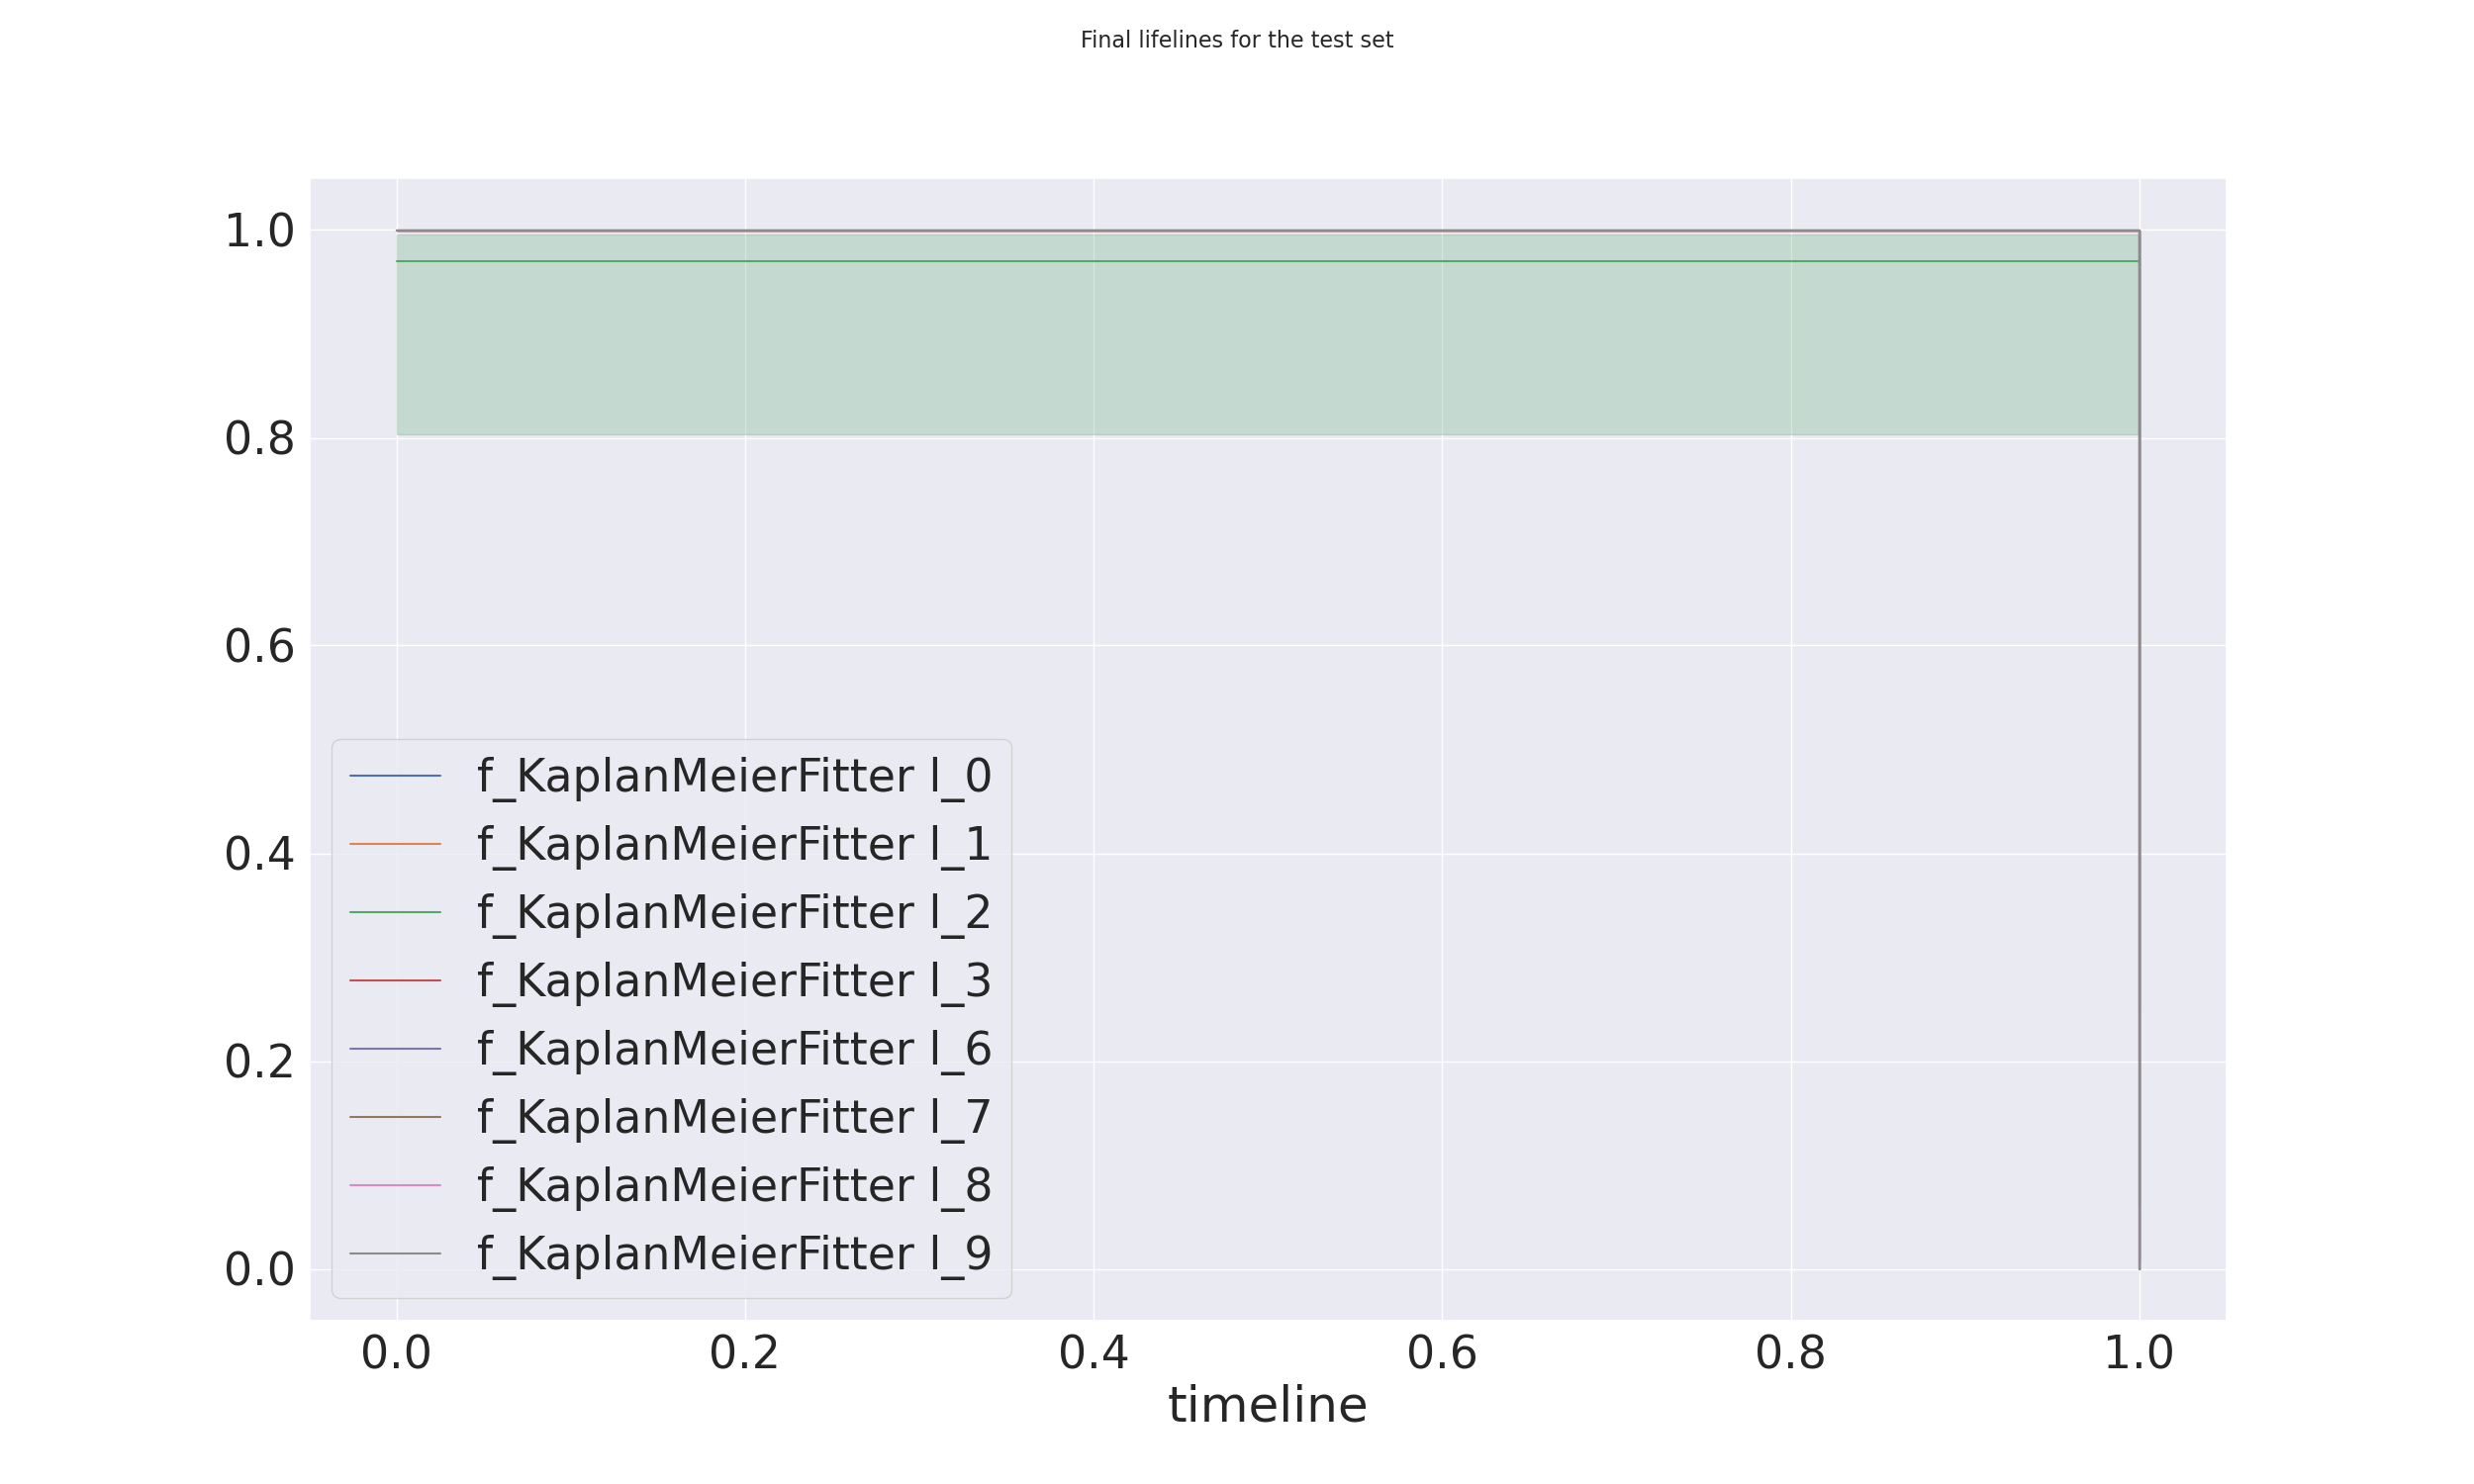 Final lifelines for the test set
1.0
0.8
0.6
0.4
0.2
0.0
f_KaplanMeierFitter l_0
f_KaplanMeierFitter l_1
f_KaplanMeierFitter l_2
f_KaplanMeierFitter l_3
f_KaplanMeierFitter l_6
f_KaplanMeierFitter l_7
f_KaplanMeierFitter l_8
f_KaplanMeierFitter l_9
0.0 0.2 0.4 0.6 0.8 1.0
timeline